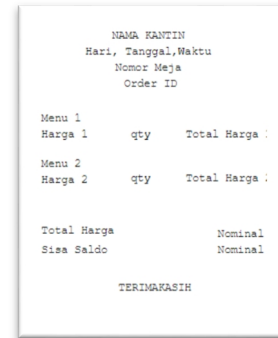 NAMA KANTIN
Hari, Tanggal,Waktu
Nomor Meja
Order ID
Menu 1
Harga 1 qty Total Harga
Menu 2
Harga 2 qty Total Harga
Total Harga Nominal
Sisa Saldo Nominal
TERIMAKASIH